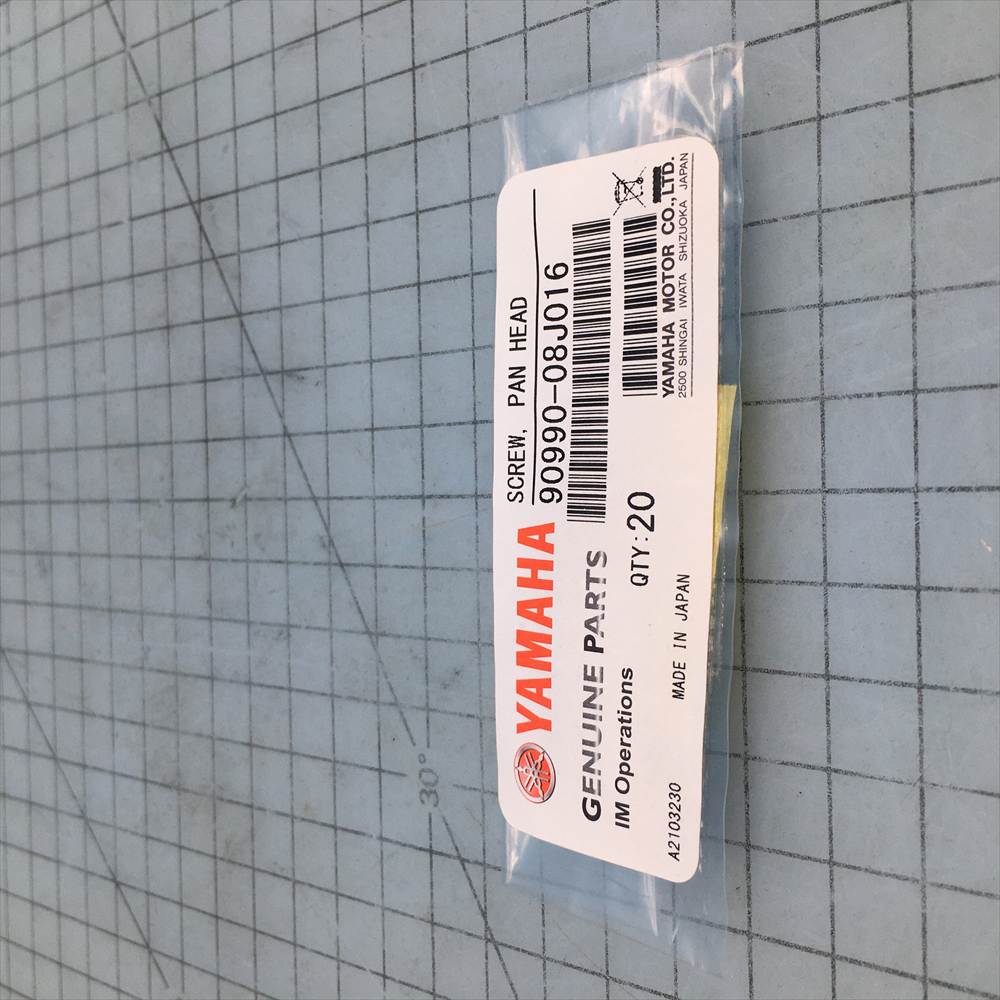 YAMAHA
SCREW, PAN HEAD
90990-08J016
GENUINE PARTS
IM Operations
QTY:20
YAMAHA MOTOR CO.,LTD.
2500 SHINGAI IWATA SHIZUOKA JAPAN
MADE IN JAPAN
A2103230
30°